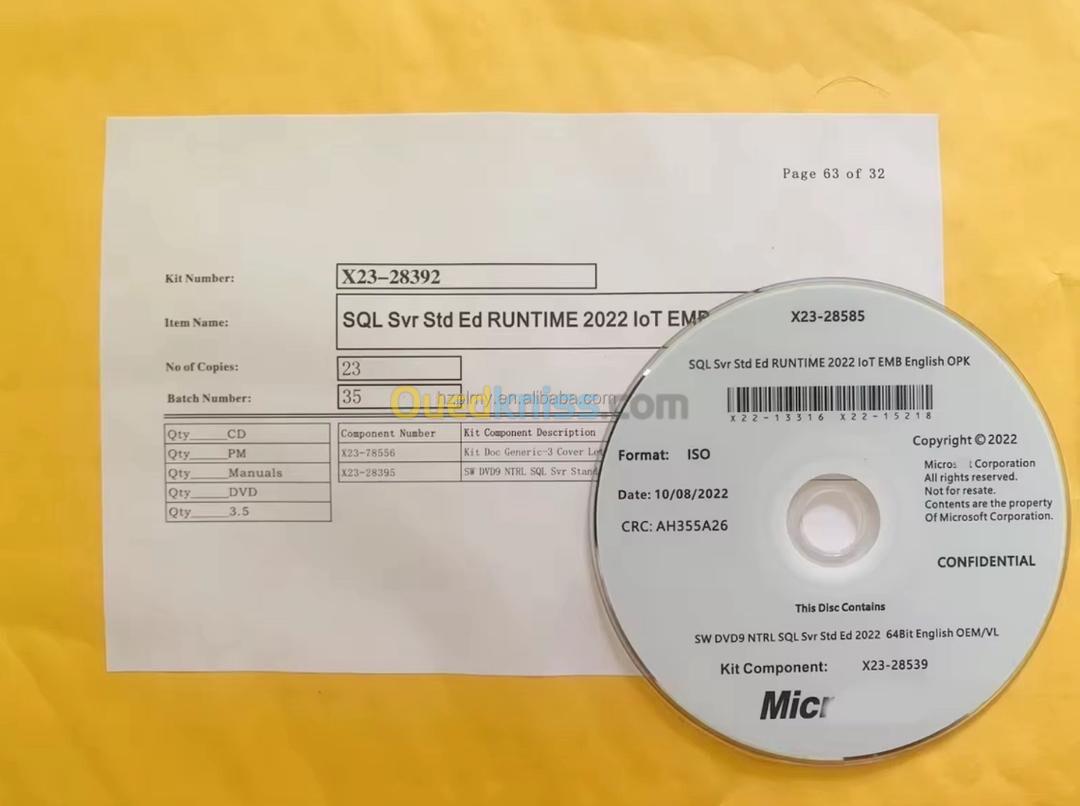 Page 63 of 32
Kit Number: X23-28392
Item Name: SQL Svr Std Ed RUNTIME 2022 IoT EMB
No of Copies: 23
Batch Number: 35
Qty_____CD
Qty_____PM
Qty_____Manuals
Qty_____DVD
Qty_____3.5
Component Number Kit Component Description
X23-78556 Kit Doc Generic-3 Cover Let
X23-28395 SW DVD9 NTRL SQL Svr Stand
Ouedkniss.com
hzplmy.en.alibaba.com
X23-28585
SQL Svr Std Ed RUNTIME 2022 IoT EMB English OPK
X22-13316 X22-15218
Format: ISO
Date: 10/08/2022
CRC: AH355A26
Copyright © 2022
Micros t Corporation
All rights reserved.
Not for resate.
Contents are the property
Of Microsoft Corporation.
CONFIDENTIAL
This Disc Contains
SW DVD9 NTRL SQL Svr Std Ed 2022 64Bit English OEM/VL
Kit Component: X23-28539
Micr